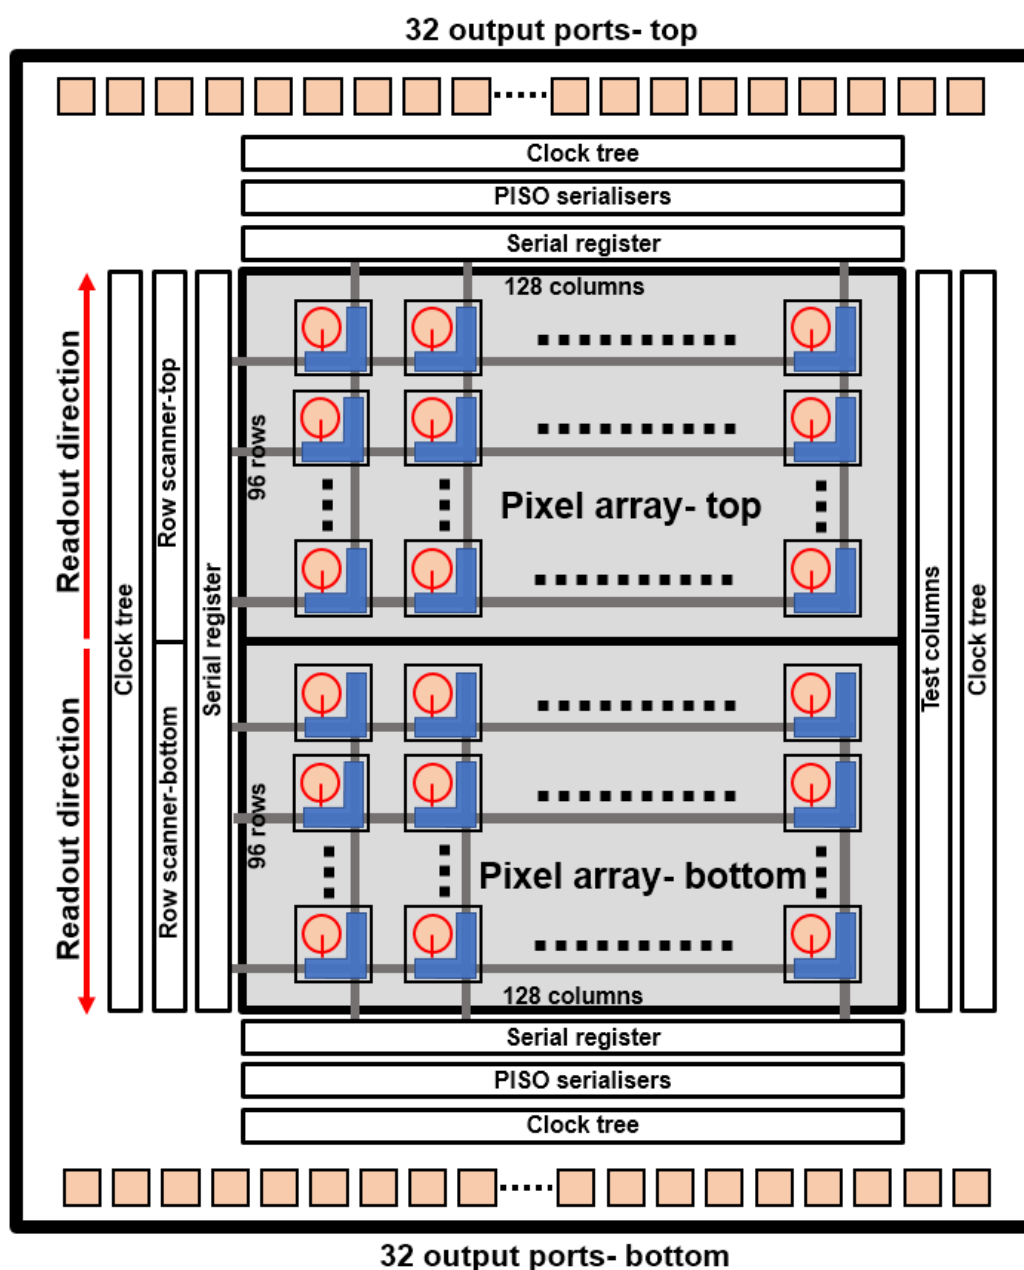 32 output ports- top
Clock tree
PISO serialisers
Serial register
128 columns
Readout direction
Clock tree
Row scanner-top
Serial register
96 rows
Pixel array- top
Test columns
Clock tree
Readout direction
Row scanner-bottom
96 rows
Pixel array- bottom
128 columns
Serial register
PISO serialisers
Clock tree
32 output ports- bottom